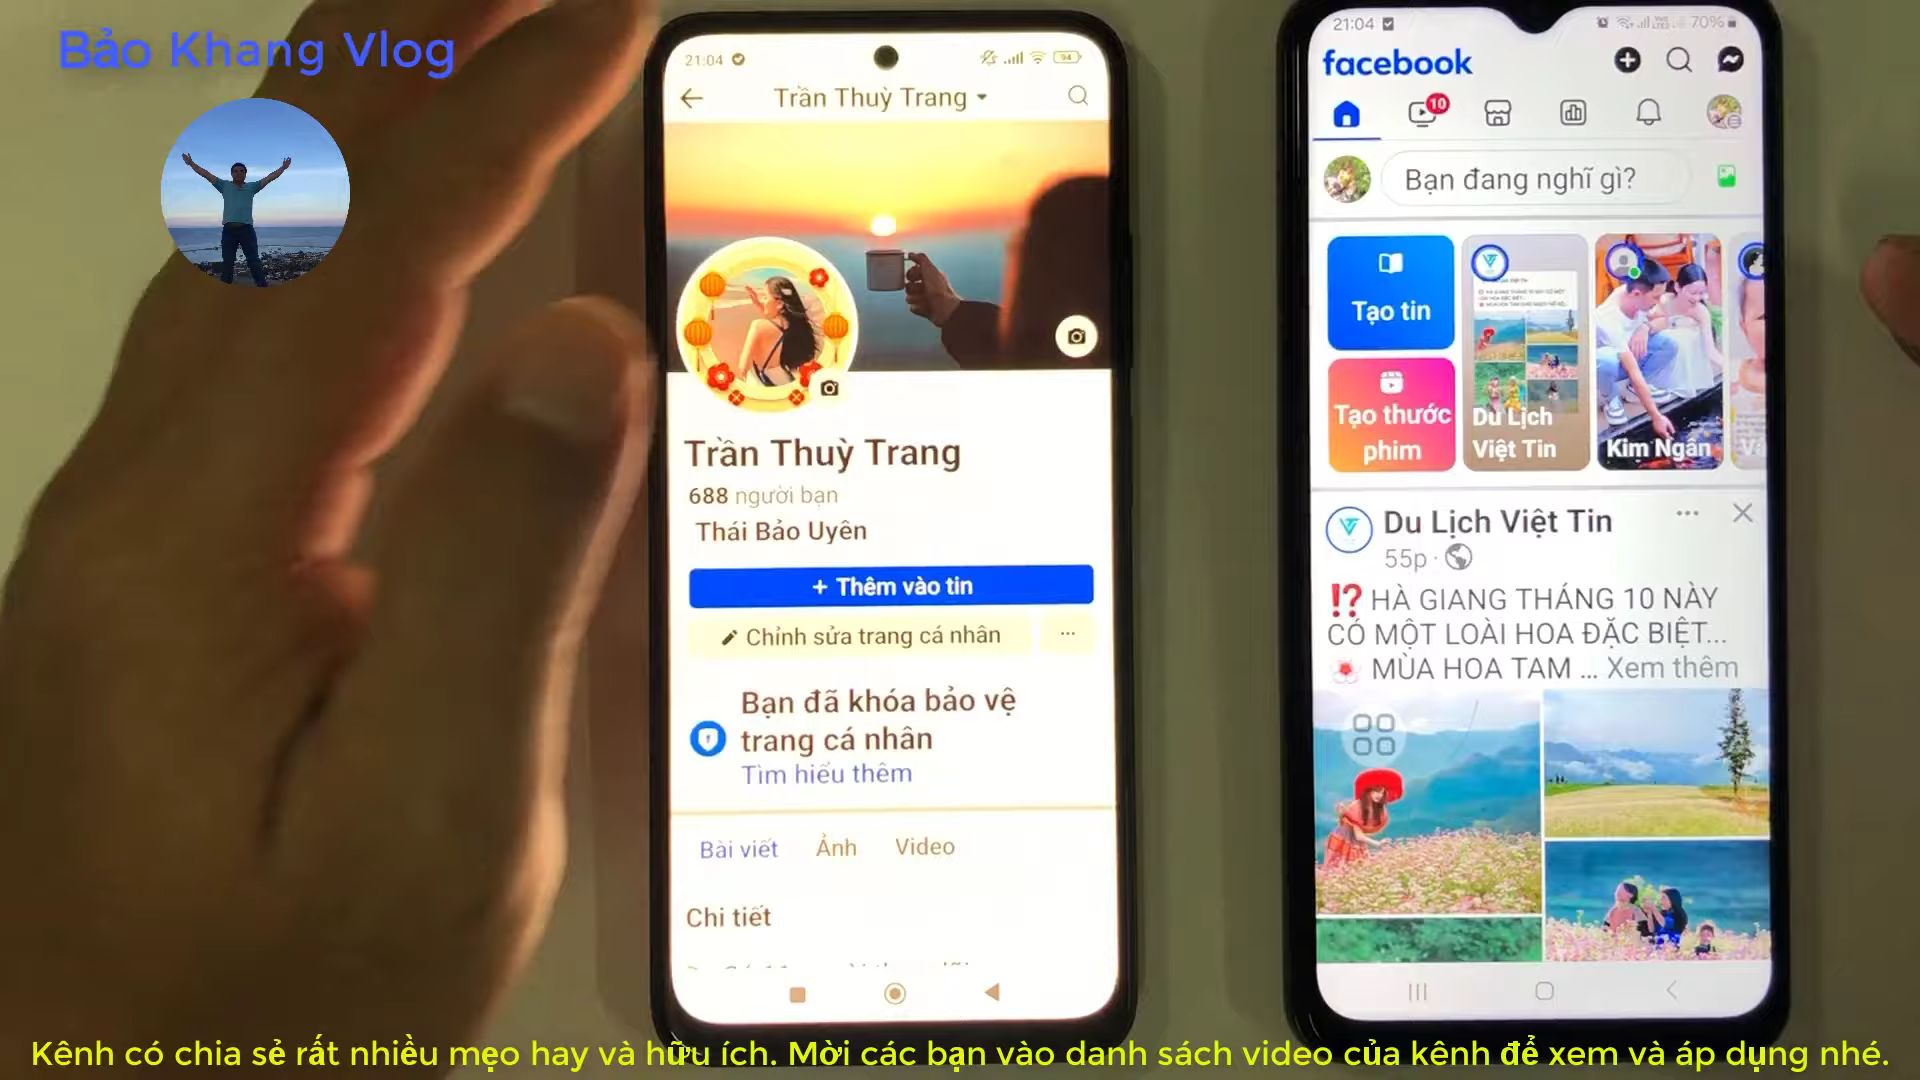 Bảo Khang Vlog
21:04
94
Trần Thuỳ Trang
Trần Thuỳ Trang
688 người bạn
Thái Bảo Uyên
+ Thêm vào tin
Chỉnh sửa trang cá nhân
...
Bạn đã khóa bảo vệ
trang cá nhân
Tìm hiểu thêm
Bài viết Ảnh Video
Chi tiết
21:04
70%
facebook
10
Bạn đang nghĩ gì?
Tạo tin
Tạo thước
phim
Du Lịch
Việt Tin
Kim Ngân
Du Lịch Việt Tin
55p
⁉️ HÀ GIANG THÁNG 10 NÀY
CÓ MỘT LOÀI HOA ĐẶC BIỆT...
🌸 MÙA HOA TAM ... Xem thêm
Kênh có chia sẻ rất nhiều mẹo hay và hữu ích. Mời các bạn vào danh sách video của kênh để xem và áp dụng nhé.